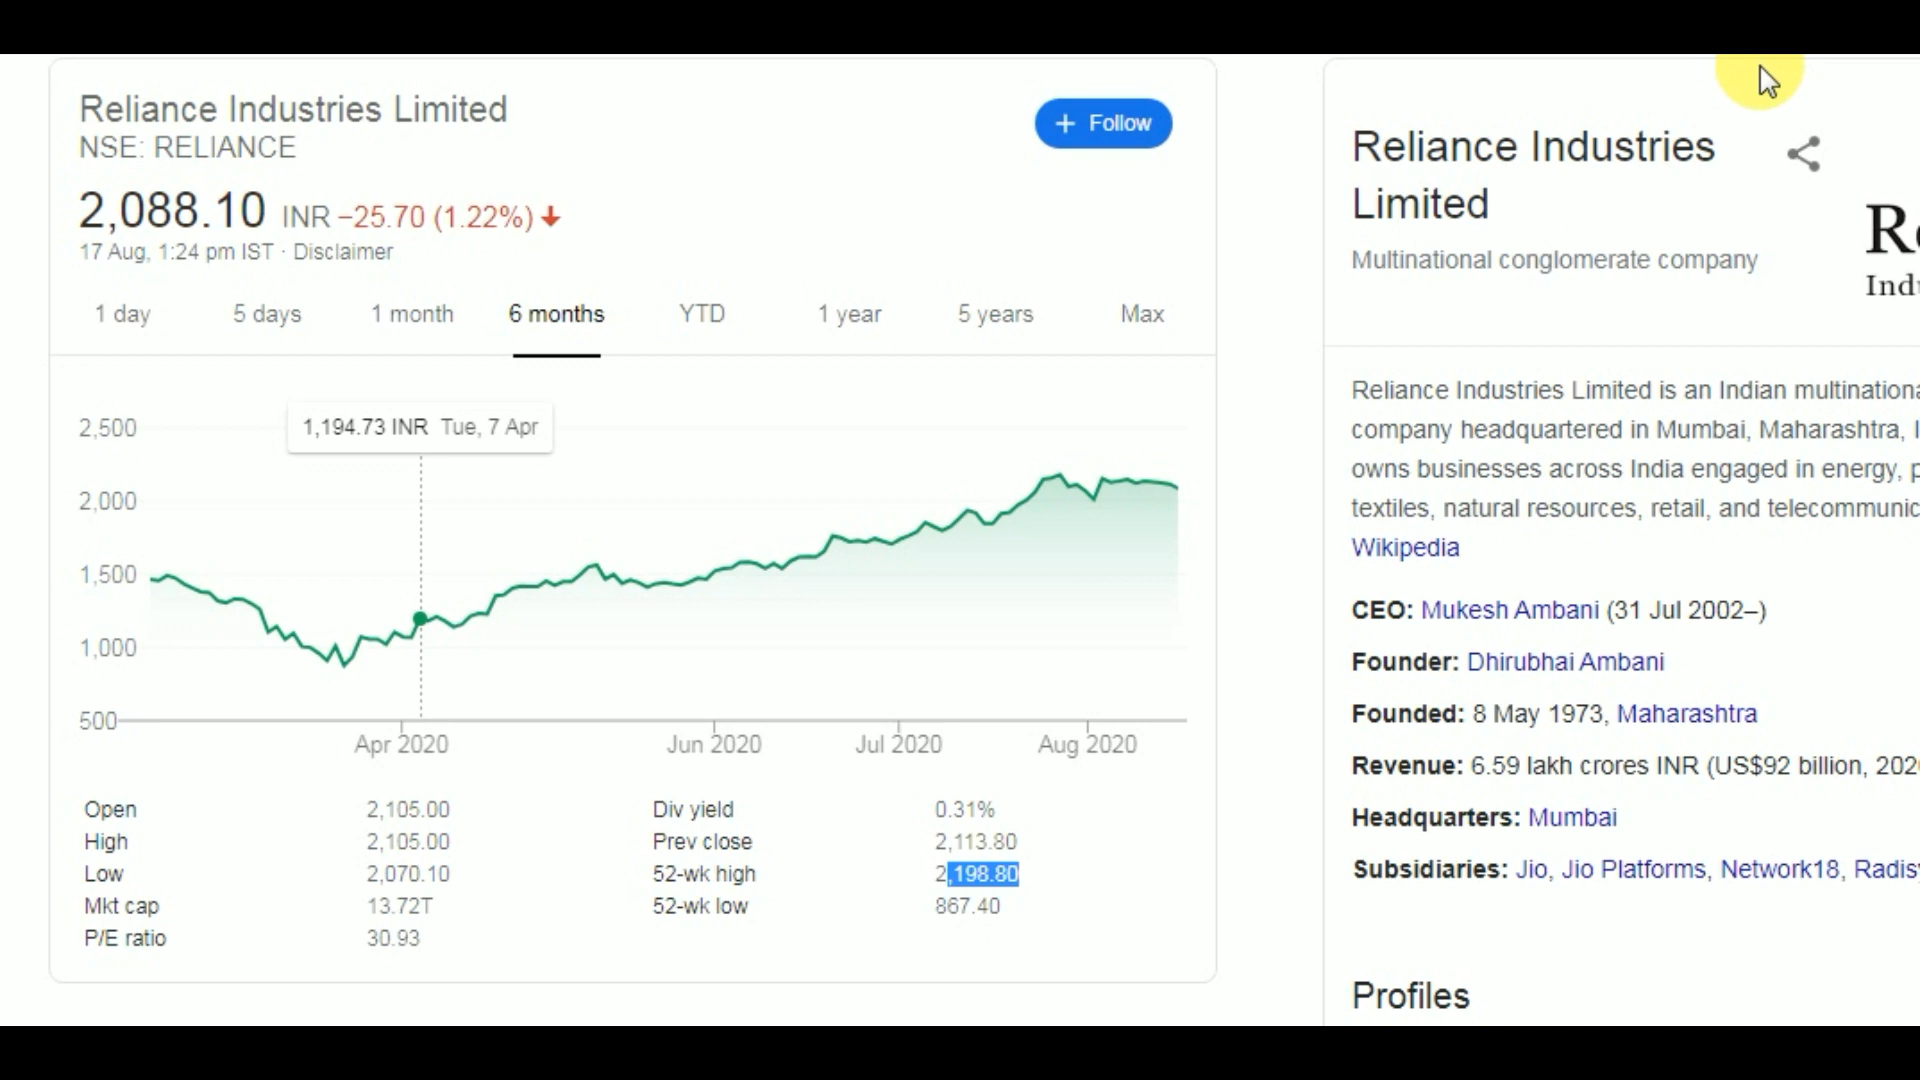 Reliance Industries Limited
NSE: RELIANCE
+ Follow
2,088.10 INR −25.70 (1.22%)
17 Aug, 1:24 pm IST · Disclaimer
1 day 5 days 1 month 6 months YTD 1 year 5 years Max
1,194.73 INR Tue, 7 Apr
2,500
2,000
1,500
1,000
500
Apr 2020 Jun 2020 Jul 2020 Aug 2020
Open 2,105.00 Div yield 0.31%
High 2,105.00 Prev close 2,113.80
Low 2,070.10 52-wk high 2,198.80
Mkt cap 13.72T 52-wk low 867.40
P/E ratio 30.93
Reliance Industries
Limited
Multinational conglomerate company
Reliance Industries Limited is an Indian
company headquartered in Mumbai, Maharashtra,
owns businesses across India engaged in energy,
textiles, natural resources, retail, and
Wikipedia
CEO: Mukesh Ambani (31 Jul 2002–)
Founder: Dhirubhai Ambani
Founded: 8 May 1973, Maharashtra
Revenue: 6.59 lakh crores INR (US$92 billion,
Headquarters: Mumbai
Subsidiaries: Jio, Jio Platforms, Network18,
Profiles